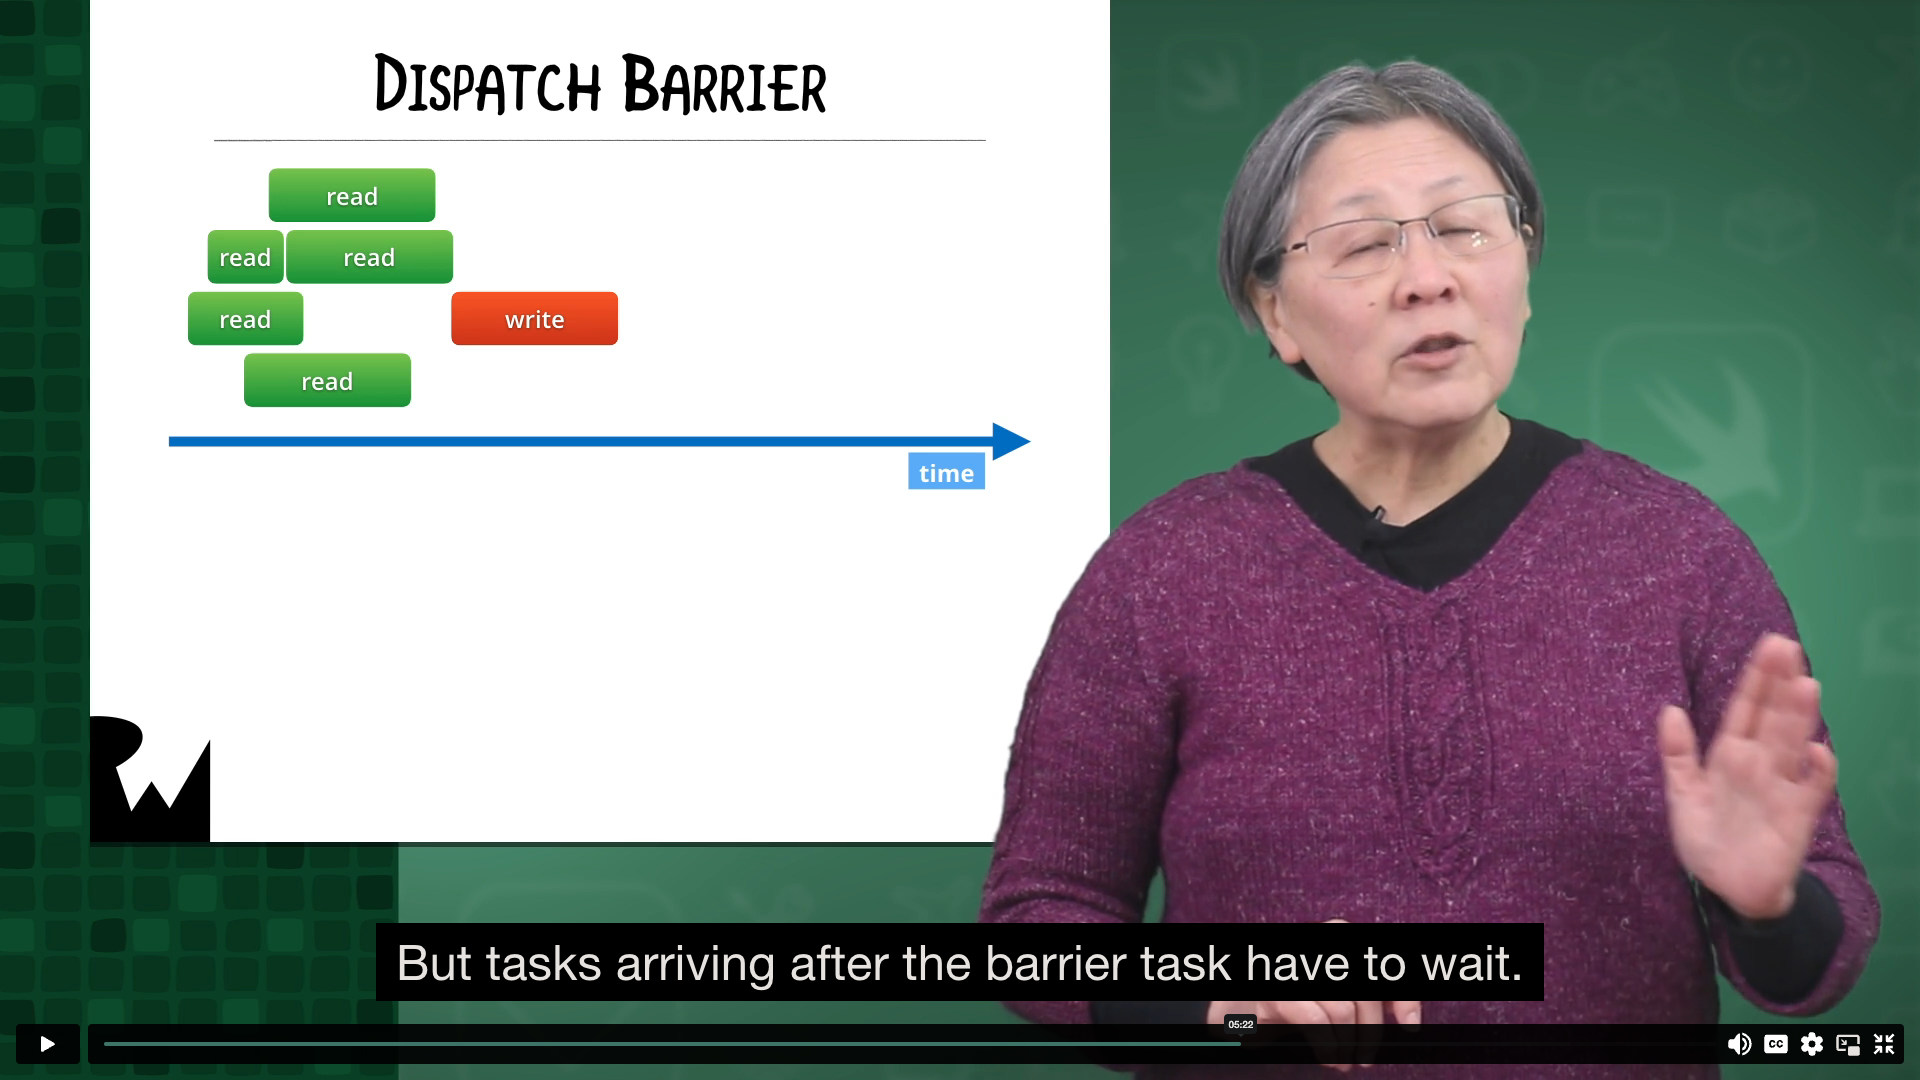 DISPATCH BARRIER
read
read read
read write
read
time
But tasks arriving after the barrier task have to wait.
05:22
CC